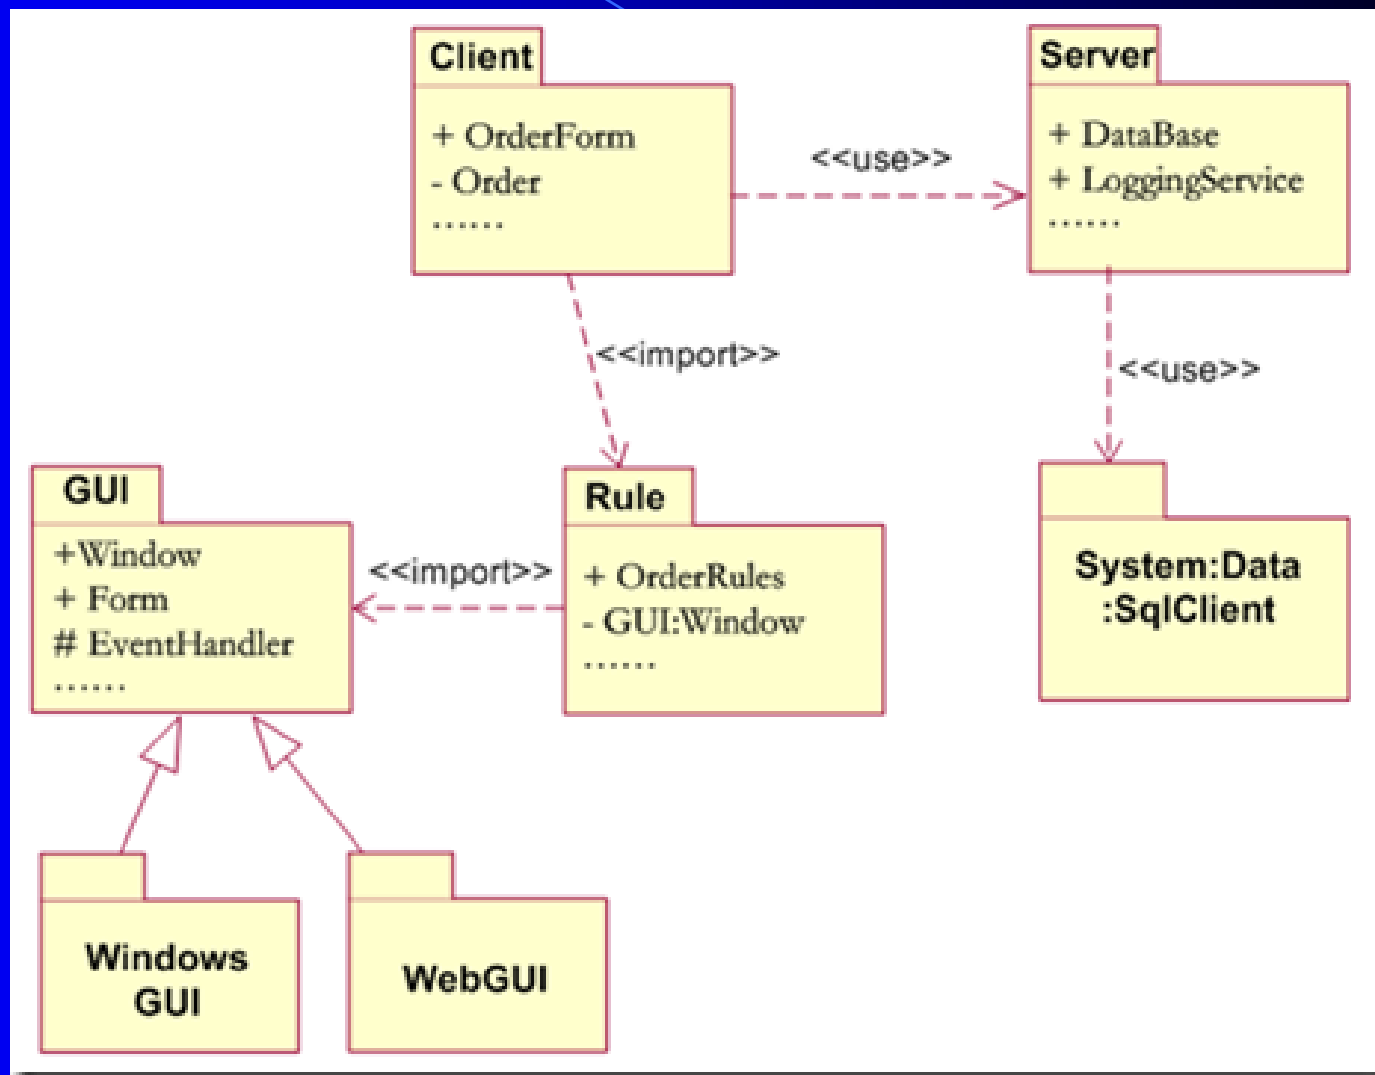 Client
+ OrderForm
- Order
......
<<use>>
Server
+ DataBase
+ LoggingService
......
<<import>>
<<use>>
GUI
+Window
+ Form
# EventHandler
......
<<import>>
Rule
+ OrderRules
- GUI:Window
......
System:Data
:SqlClient
Windows
GUI
WebGUI